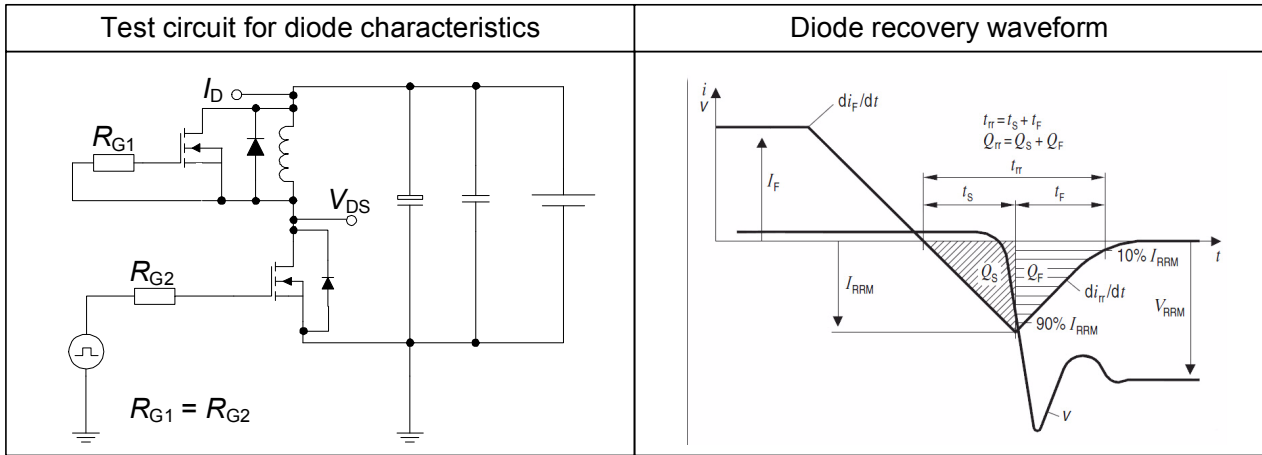 Test circuit for diode characteristics
Diode recovery waveform
I_D
R_G1
V_DS
R_G2
R_G1 = R_G2
i
V
di_F/dt
t_rr = t_S + t_F
Q_rr = Q_S + Q_F
t_rr
I_F
t_S
t_F
Q_S
Q_F
10% I_RRM
t
I_RRM
di_rr/dt
V_RRM
90% I_RRM
V